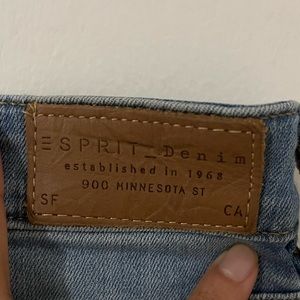 ESPRIT_Denim
established in 1968
900 MINNESOTA ST
SF CA